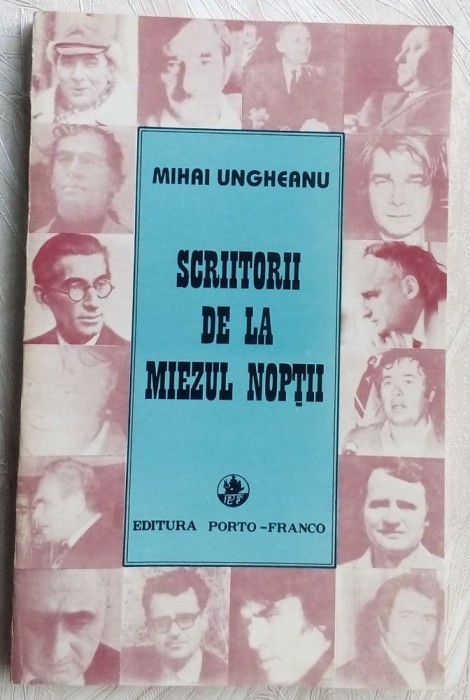 MIHAI UNGHEANU
SCRIITORII
DE LA
MIEZUL NOPȚII
EDITURA PORTO-FRANCO